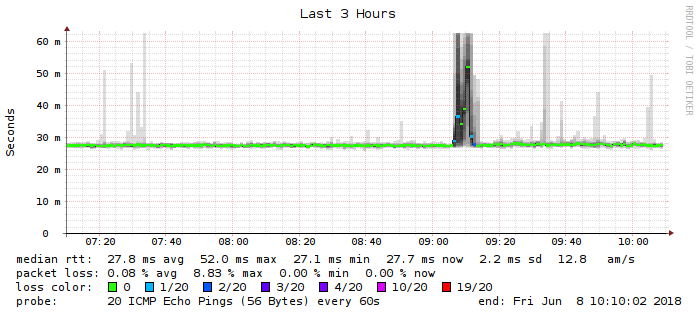 Last 3 Hours
RRDTOOL / TOBI OETIKER
Seconds
60 m
50 m
40 m
30 m
20 m
10 m
0
07:20 07:40 08:00 08:20 08:40 09:00 09:20 09:40 10:00
median rtt: 27.8 ms avg 52.0 ms max 27.1 ms min 27.7 ms now 2.2 ms sd 12.8 am/s
packet loss: 0.08 % avg 8.83 % max 0.00 % min 0.00 % now
loss color: 0 1/20 2/20 3/20 4/20 10/20 19/20
probe: 20 ICMP Echo Pings (56 Bytes) every 60s end: Fri Jun 8 10:10:02 2018